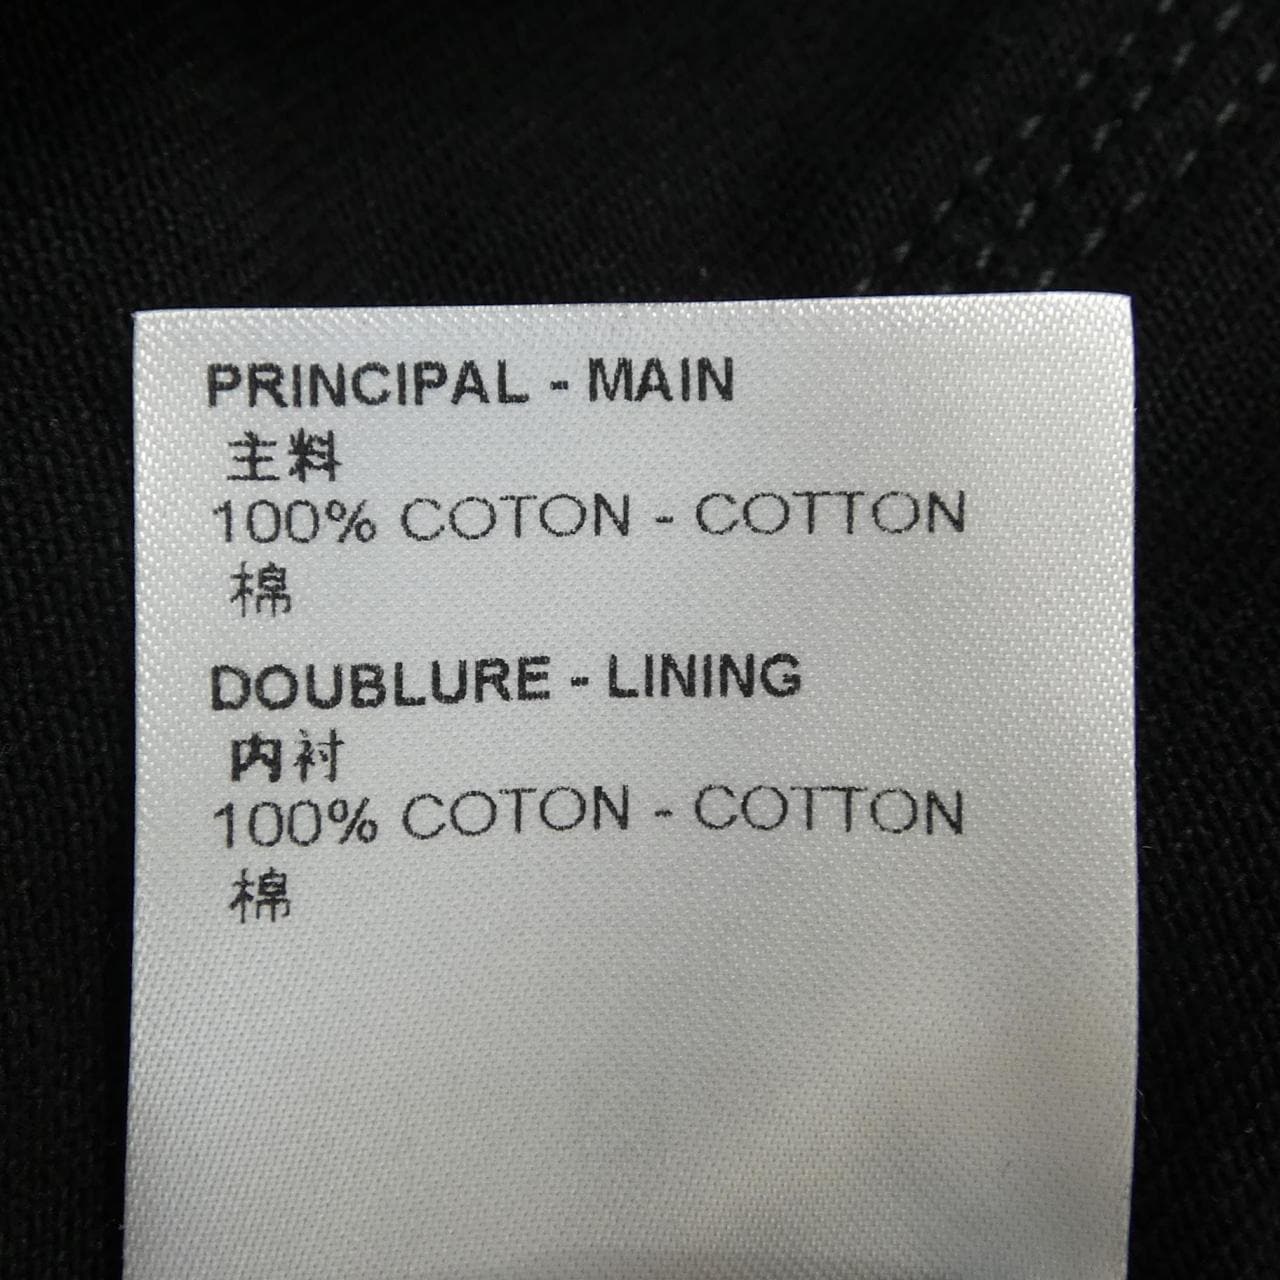 PRINCIPAL - MAIN
主料
100% COTON - COTTON
棉
DOUBLURE - LINING
内衬
100% COTON - COTTON
棉